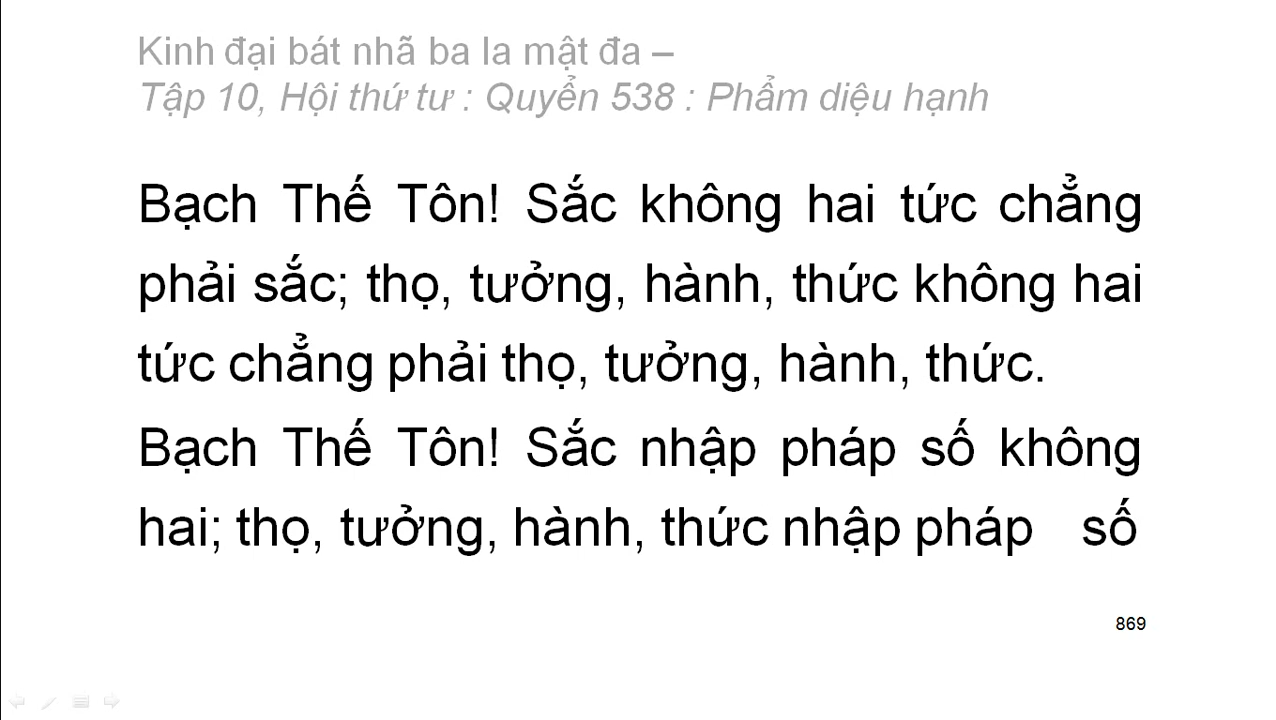 Kinh đại bát nhã ba la mật đa –
Tập 10, Hội thứ tư : Quyển 538 : Phẩm diệu hạnh
Bạch Thế Tôn! Sắc không hai tức chẳng
phải sắc; thọ, tưởng, hành, thức không hai
tức chẳng phải thọ, tưởng, hành, thức.
Bạch Thế Tôn! Sắc nhập pháp số không
hai; thọ, tưởng, hành, thức nhập pháp số
869